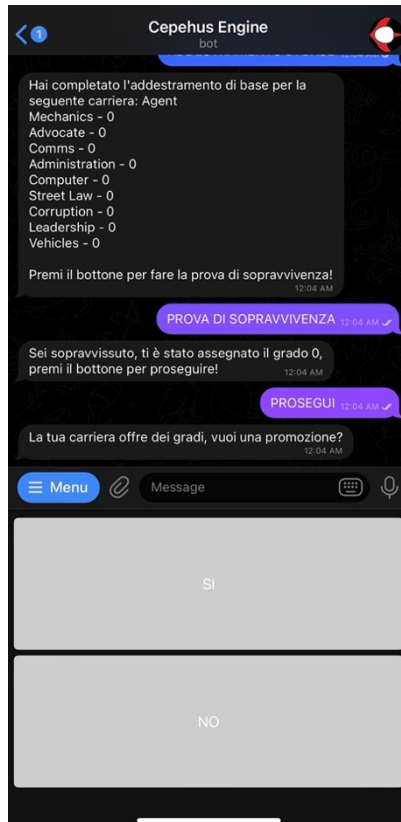 1
Cepehus Engine
bot
Hai completato l'addestramento di base per la
seguente carriera: Agent
Mechanics - 0
Advocate - 0
Comms - 0
Administration - 0
Computer - 0
Street Law - 0
Corruption - 0
Leadership - 0
Vehicles - 0
Premi il bottone per fare la prova di sopravvivenza!
12:04 AM
PROVA DI SOPRAVVIVENZA 12:04 AM
Sei sopravvissuto, ti è stato assegnato il grado 0,
premi il bottone per proseguire!
12:04 AM
PROSEGUI 12:04 AM
La tua carriera offre dei gradi, vuoi una promozione?
12:04 AM
Menu
Message
SI
NO